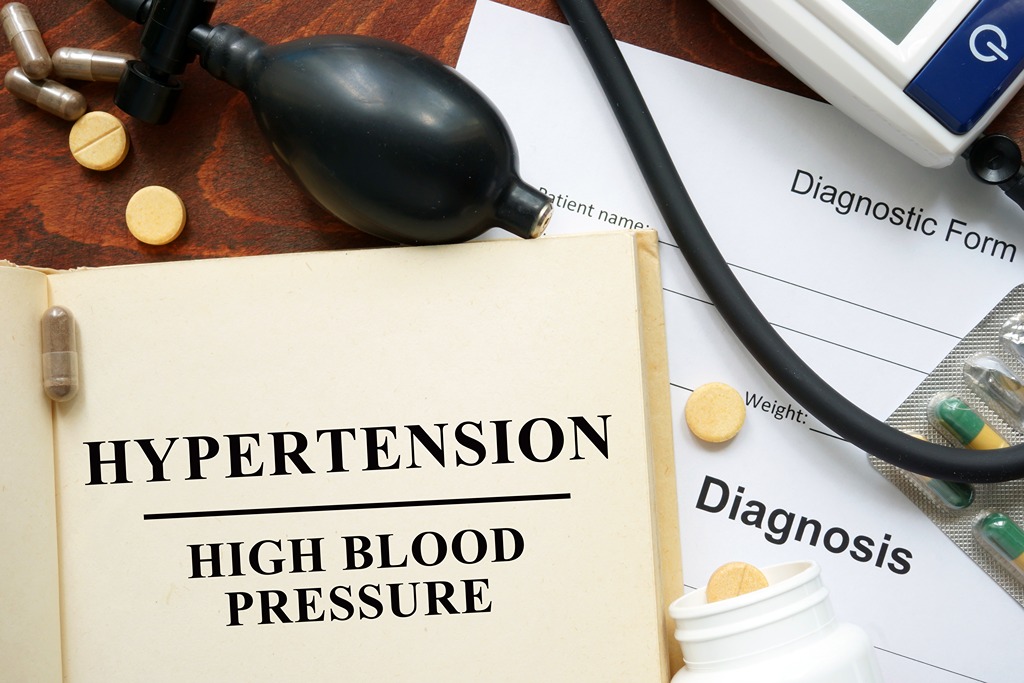 Patient name:
Diagnostic Form
Weight:
HYPERTENSION
Diagnosis
HIGH BLOOD
PRESSURE